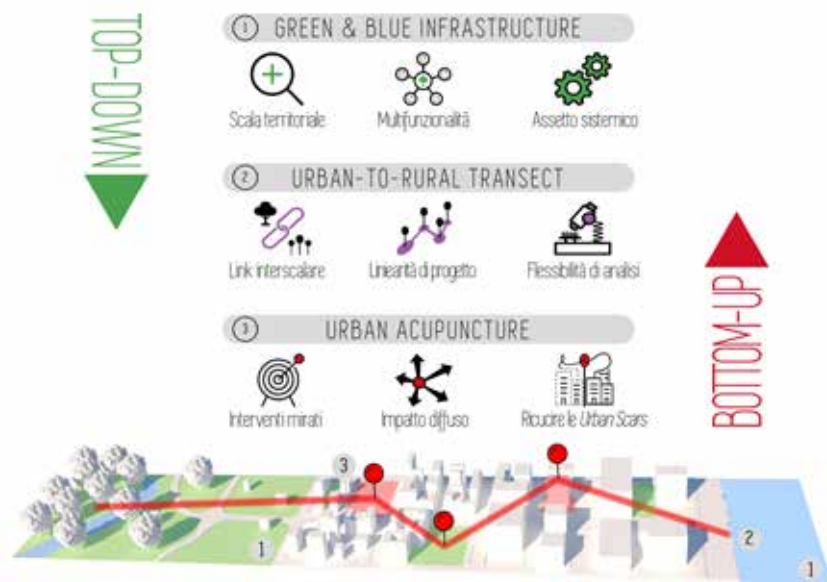 TOP-DOWN
1 GREEN & BLUE INFRASTRUCTURE
Scala territoriale
Multifunzionalità
Assetto sistemico
2 URBAN-TO-RURAL TRANSECT
Link interscalare
Linearità di progetto
Flessibilità di analisi
BOTTOM-UP
3 URBAN ACUPUNCTURE
Interventi mirati
Impatto diffuso
Ricucire le Urban Scars
3
1
2
1